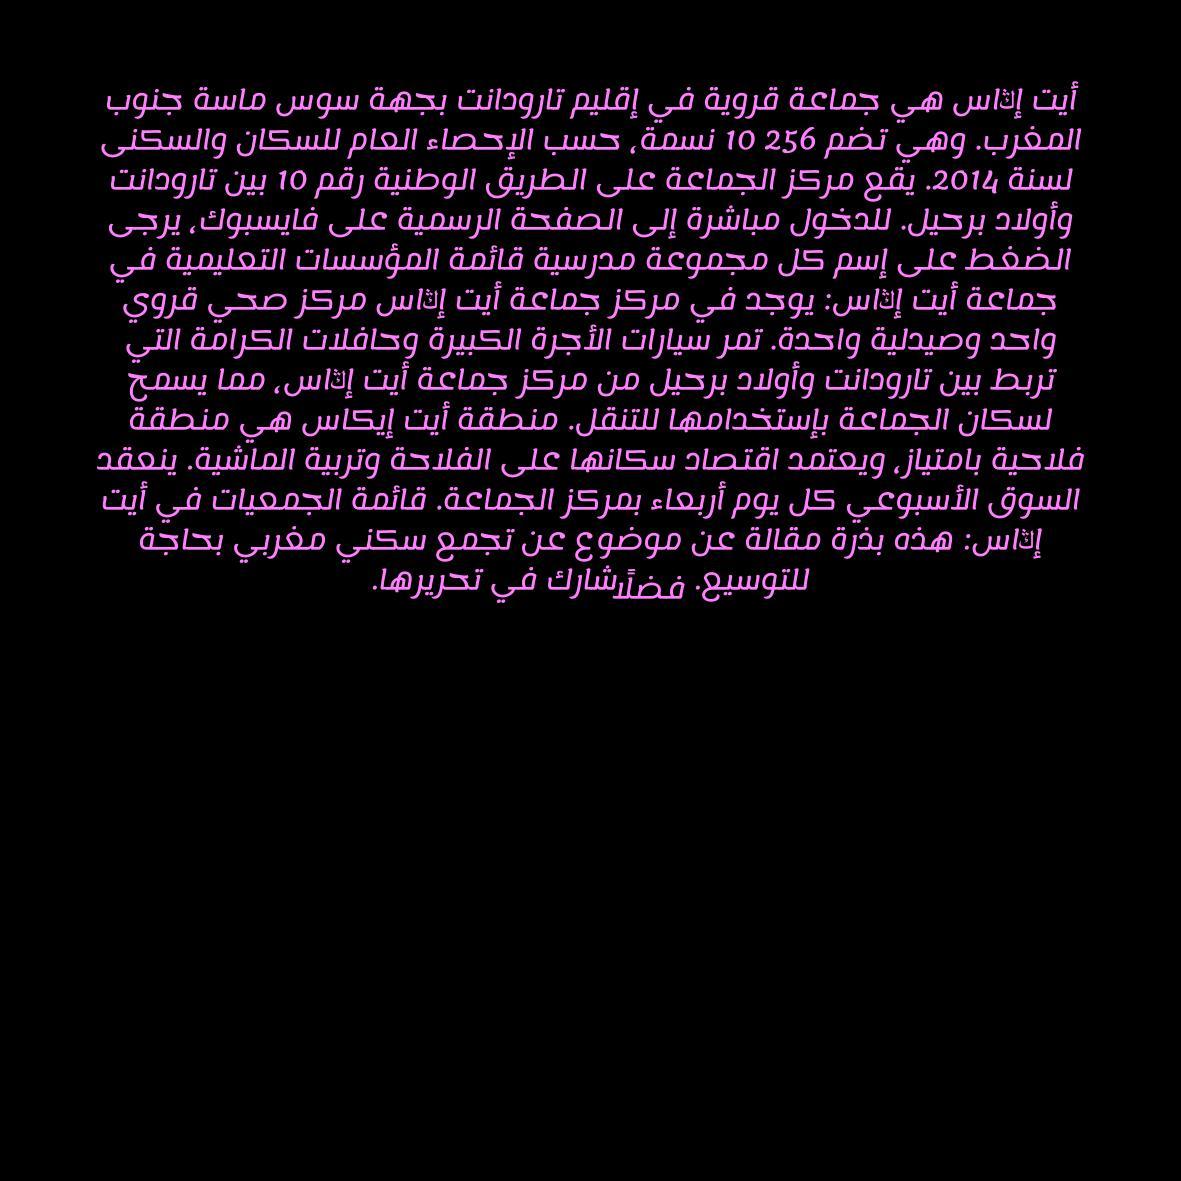 أيت إݣاس هي جماعة قروية في إقليم تارودانت بجهة سوس ماسة جنوب
المغرب. وهي تضم 256 10 نسمة، حسب الإحصاء العام للسكان والسكنى
لسنة 2014. يقع مركز الجماعة على الطريق الوطنية رقم 10 بين تارودانت
وأولاد برحيل. للدخول مباشرة إلى الصفحة الرسمية على فايسبوك، يرجى
الضغط على إسم كل مجموعة مدرسية قائمة المؤسسات التعليمية في
جماعة أيت إݣاس: يوجد في مركز جماعة أيت إݣاس مركز صحي قروي
واحد وصيدلية واحدة. تمر سيارات الأجرة الكبيرة وحافلات الكرامة التي
تربط بين تارودانت وأولاد برحيل من مركز جماعة أيت إݣاس، مما يسمح
لسكان الجماعة بإستخدامها للتنقل. منطقة أيت إيكاس هي منطقة
فلاحية بامتياز، ويعتمد اقتصاد سكانها على الفلاحة وتربية الماشية. ينعقد
السوق الأسبوعي كل يوم أربعاء بمركز الجماعة. قائمة الجمعيات في أيت
إݣاس: هذه بذرة مقالة عن موضوع عن تجمع سكني مغربي بحاجة
للتوسيع. فضلًا شارك في تحريرها.